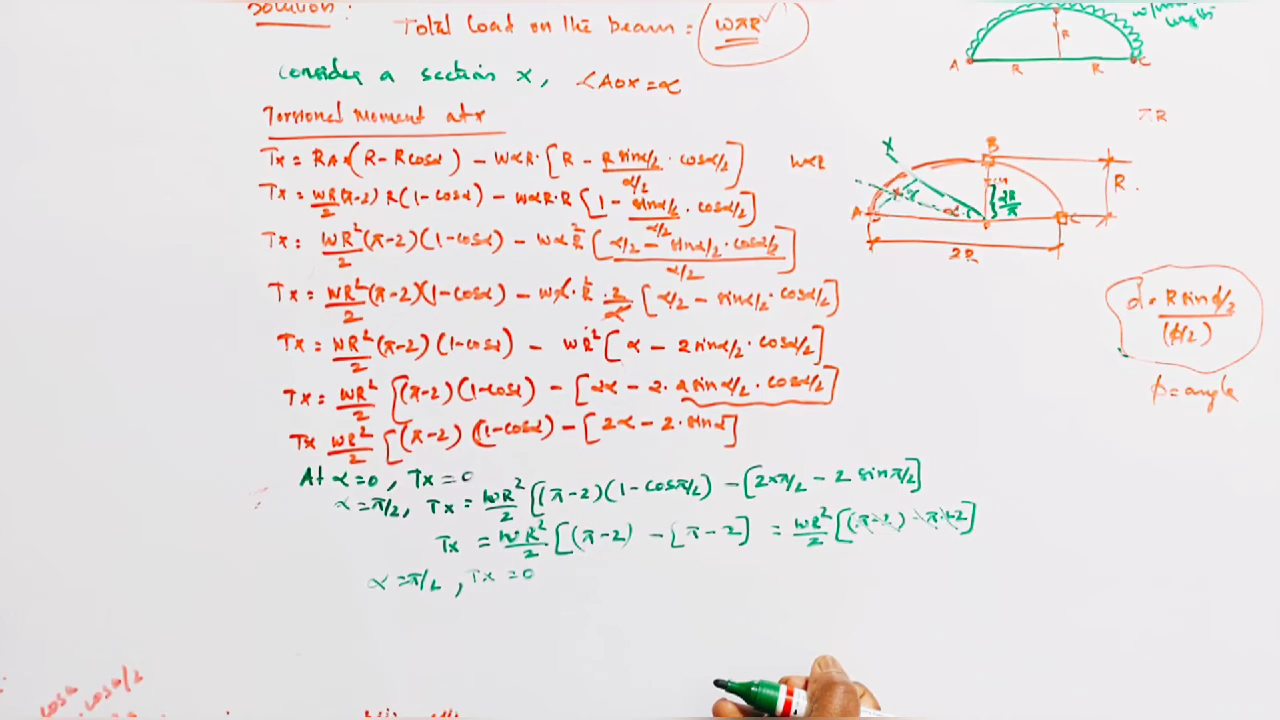 Solution:
Total Load on the beam = WπR
Consider a section X, ∠AOX = α
Torsional Moment at x
Tx = RA×(R - Rcosα) - WαR·[R - R sinα/2 / α/2 · cosα/2]
Tx = WR/2 (π-2) R(1-cosα) - WαR·R [1 - sinα/2 / α/2 · cosα/2]
Tx = WR²/2 (π-2)(1-cosα) - WαR² [α/2 - sinα/2 · cosα/2 / α/2]
Tx = WR²/2 (π-2)(1-cosα) - Wα·R²·2/α [α/2 - sinα/2 · cosα/2]
Tx = WR²/2 (π-2)(1-cosα) - WR² [α - 2sinα/2 · cosα/2]
Tx = WR²/2 [(π-2)(1-cosα) - [2α - 2·2sinα/2 · cosα/2]
Tx WR²/2 [(π-2)(1-cosα) - [2α - 2·sinα]
At α=0, Tx=0
α=π/2, Tx = WR²/2 [(π-2)(1-cosπ/2) - [2×π/2 - 2 sinπ/2]
Tx = WR²/2 [(π-2) - [π-2] = WR²/2 [(π-2) - π+2]
α=π/2, Tx=0
R
A
R
R
C
πR
WαR
X
B
R
2R/π
A
x
α
C
2R
d = R sinα/2 / (β/2)
β = angle
cosα/2